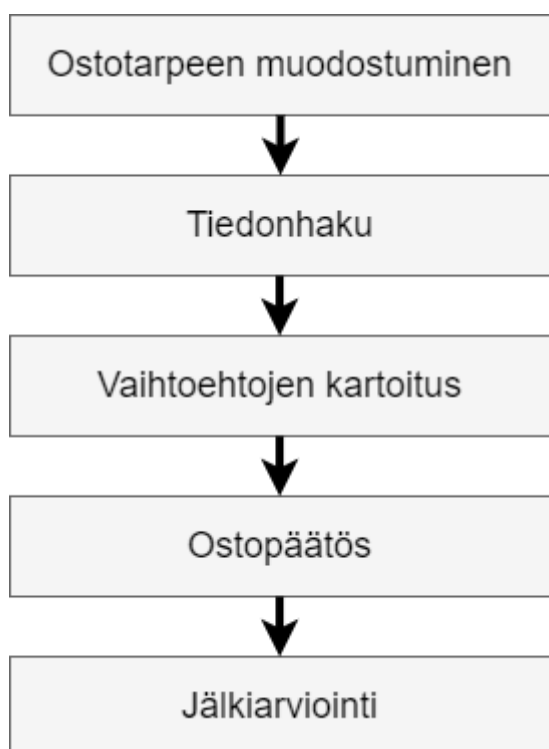 Ostotarpeen muodostuminen
Tiedonhaku
Vaihtoehtojen kartoitus
Ostopäätös
Jälkiarviointi